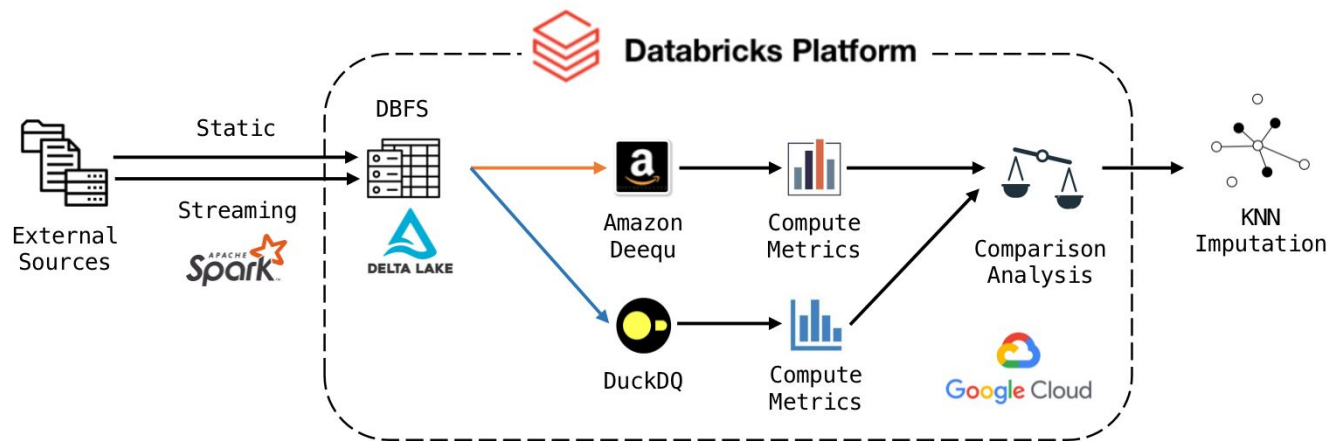 Databricks Platform
DBFS
Static
Streaming
APACHE
Spark
External
Sources
DELTA LAKE
a
Amazon
Deequ
Compute
Metrics
DuckDQ
Compute
Metrics
Comparison
Analysis
Google Cloud
KNN
Imputation